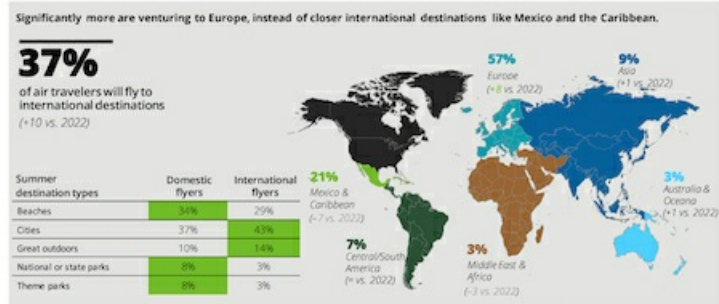 Significantly more are venturing to Europe, instead of closer international destinations like Mexico and the Caribbean.
37%
of air travelers will fly to
international destinations
(+10 vs. 2022)
Summer
destination types
Domestic
flyers
International
flyers
Beaches 34% 29%
Cities 37% 43%
Great outdoors 10% 14%
National or state parks 8% 3%
Theme parks 8% 3%
57%
Europe
(+8 vs. 2022)
9%
Asia
(+1 vs. 2022)
21%
Mexico &
Caribbean
(-7 vs. 2022)
3%
Australia &
Oceana
(+1 vs. 2022)
7%
Central/South
America
(= vs. 2022)
3%
Middle East &
Africa
(-3 vs. 2022)